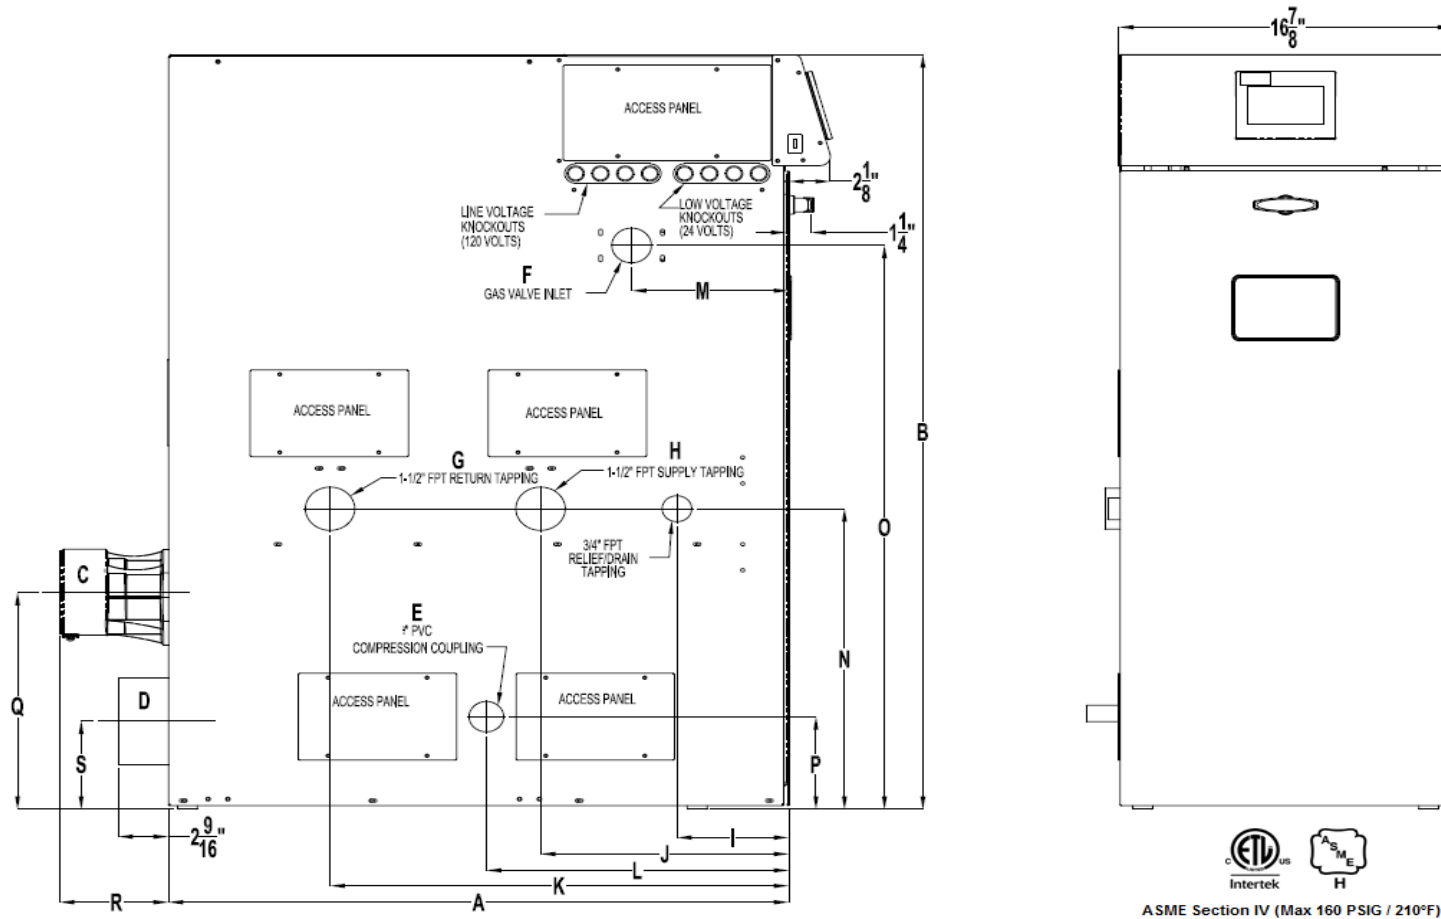 16 7/8"
ACCESS PANEL
2 1/8"
LINE VOLTAGE
KNOCKOUTS
(120 VOLTS)
LOW VOLTAGE
KNOCKOUTS
(24 VOLTS)
1 1/4"
F
GAS VALVE INLET
M
ACCESS PANEL
ACCESS PANEL
B
G
1-1/2" FPT RETURN TAPPING
H
1-1/2" FPT SUPPLY TAPPING
O
3/4" FPT
RELIEF/DRAIN
TAPPING
C
E
PVC
COMPRESSION COUPLING
N
Q
D
ACCESS PANEL
ACCESS PANEL
S
P
2 9/16"
I
J
L
K
R
A
C ETL US
Intertek
ASME
H
ASME Section IV (Max 160 PSIG / 210°F)